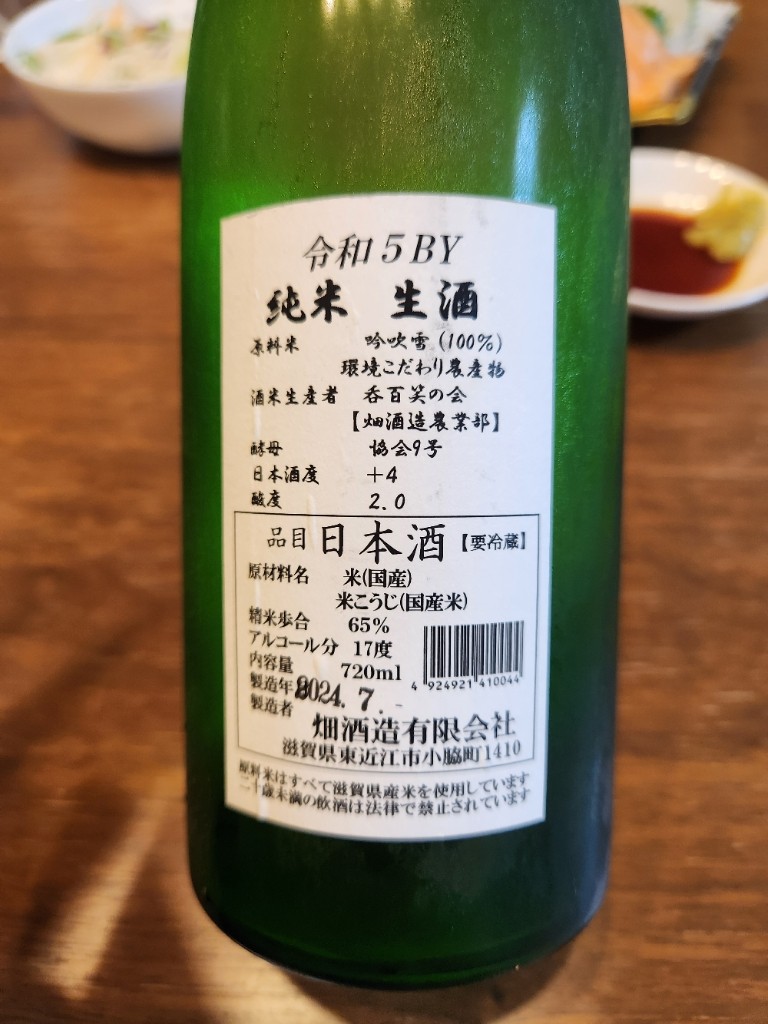 令和5BY
純米 生酒
原料米 吟吹雪(100%)
環境こだわり農産物
酒米生産者 呑百笑の会
【畑酒造農業部】
酵母 協会9号
日本酒度 +4
酸度 2.0
品目 日本酒【要冷蔵】
原材料名 米(国産)
米こうじ(国産米)
精米歩合 65%
アルコール分 17度
内容量 720ml
4 924921 410044
製造年 2024.7.
製造者 畑酒造有限会社
滋賀県東近江市小脇町1410
原料米はすべて滋賀県産米を使用しています
二十歳未満の飲酒は法律で禁止されています